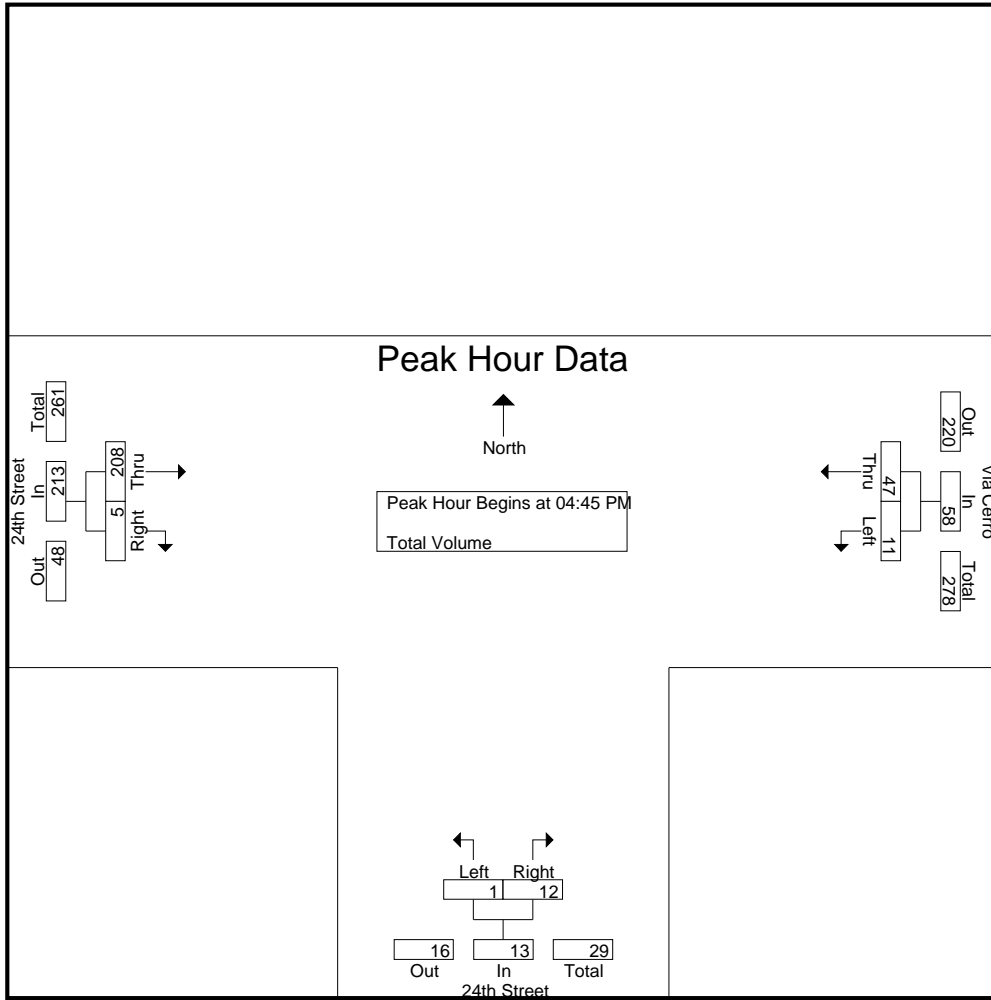 Peak Hour Data
North
Peak Hour Begins at 04:45 PM
Total Volume
24th Street
Total
261
In
213
Out
48
208
Thru
5
Right
Via Cerro
Out
220
In
58
Total
278
Thru
47
Left
11
Left Right
1 12
16 13 29
Out In Total
24th Street